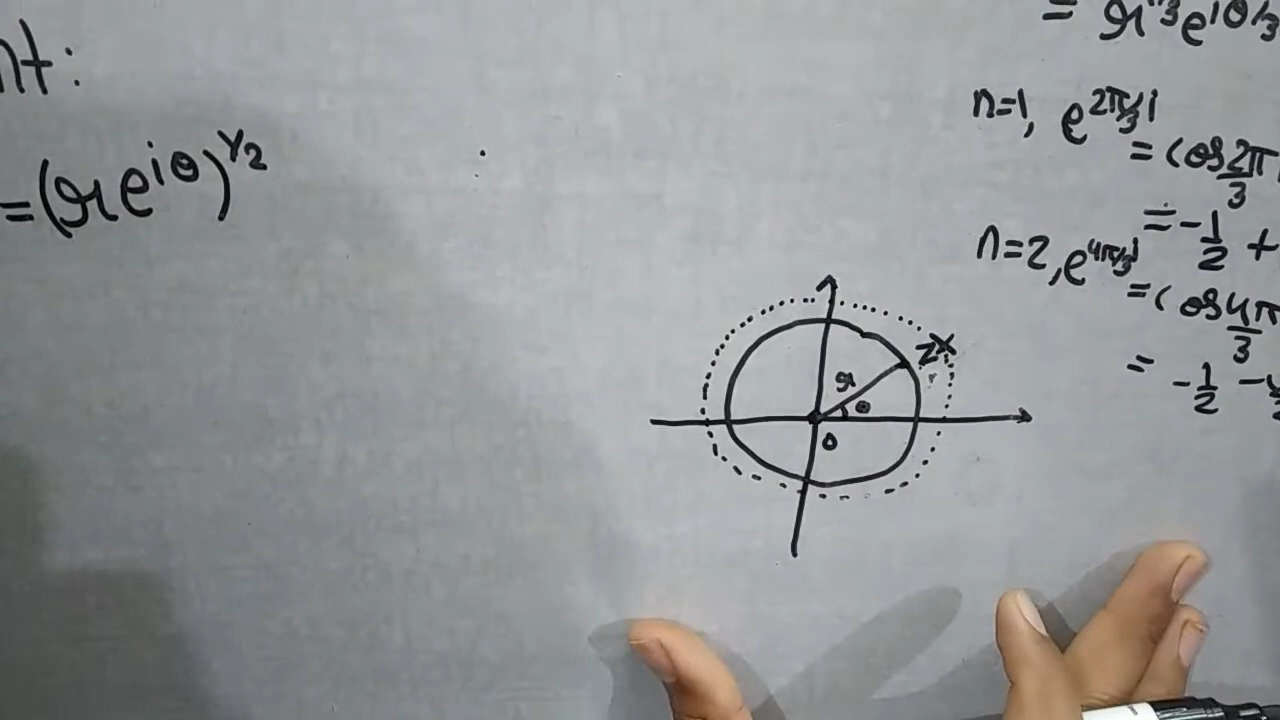 nt:
=(re^{iθ})^{1/2}
= r^{1/3} e^{iθ/3}
n=1, e^{2π/3 i}
= (cos 2π/3
= -1/2 +
n=2, e^{4π/3 i}
= (cos 4π/3
= -1/2 -
z
r
θ
0